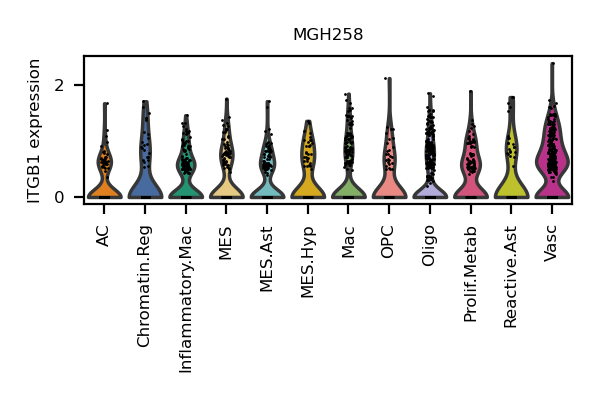 MGH258
ITGB1 expression
2
0
AC
Chromatin.Reg
Inflammatory.Mac
MES
MES.Ast
MES.Hyp
Mac
OPC
Oligo
Prolif.Metab
Reactive.Ast
Vasc